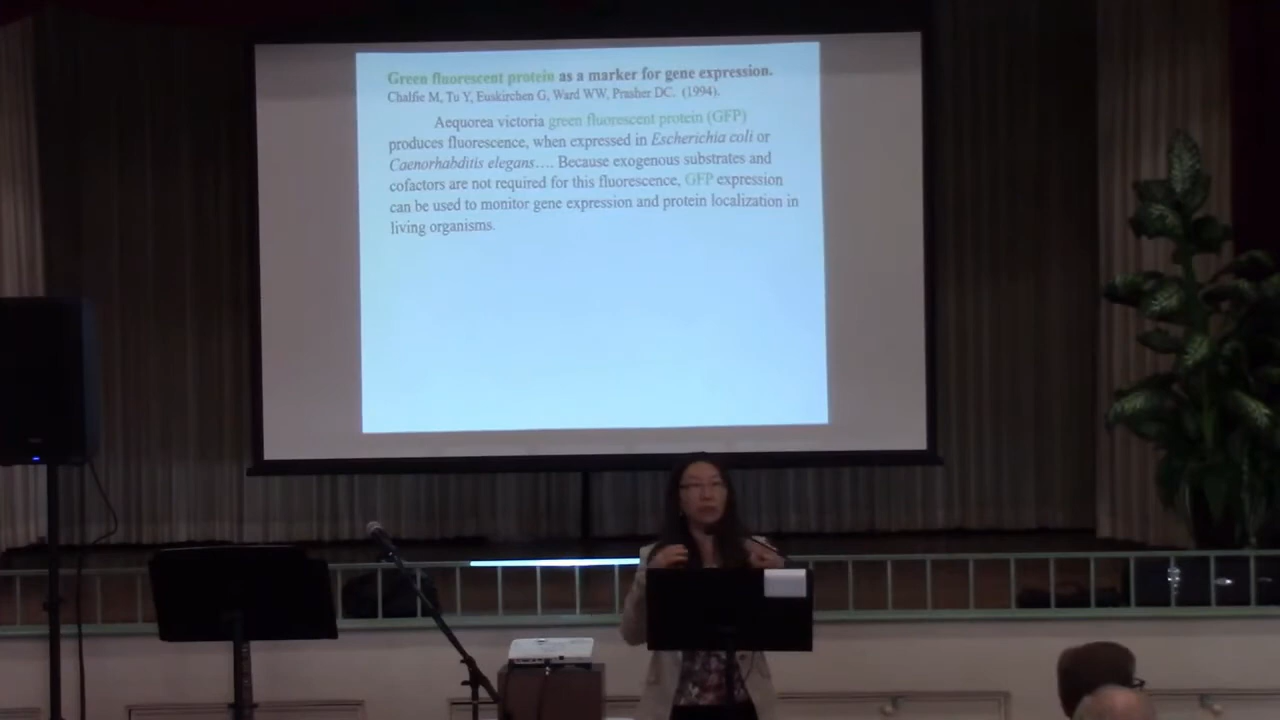 Green fluorescent protein as a marker for gene expression.
Chalfie M, Tu Y, Euskirchen G, Ward WW, Prasher DC. (1994).
Aequorea victoria green fluorescent protein (GFP)
produces fluorescence, when expressed in Escherichia coli or
Caenorhabditis elegans…. Because exogenous substrates and
cofactors are not required for this fluorescence, GFP expression
can be used to monitor gene expression and protein localization in
living organisms.